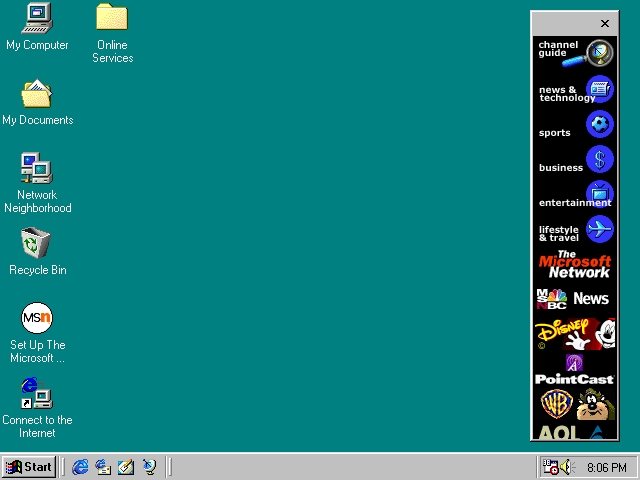 My Computer
Online
Services
My Documents
Network
Neighborhood
Recycle Bin
MSn
Set Up The
Microsoft ...
Connect to the
Internet
channel
guide
news &
technology
sports
business
entertainment
lifestyle
& travel
The
Microsoft
Network
MSNBC News
Disney
©
PointCast
WB
AOL
Start
8:06 PM